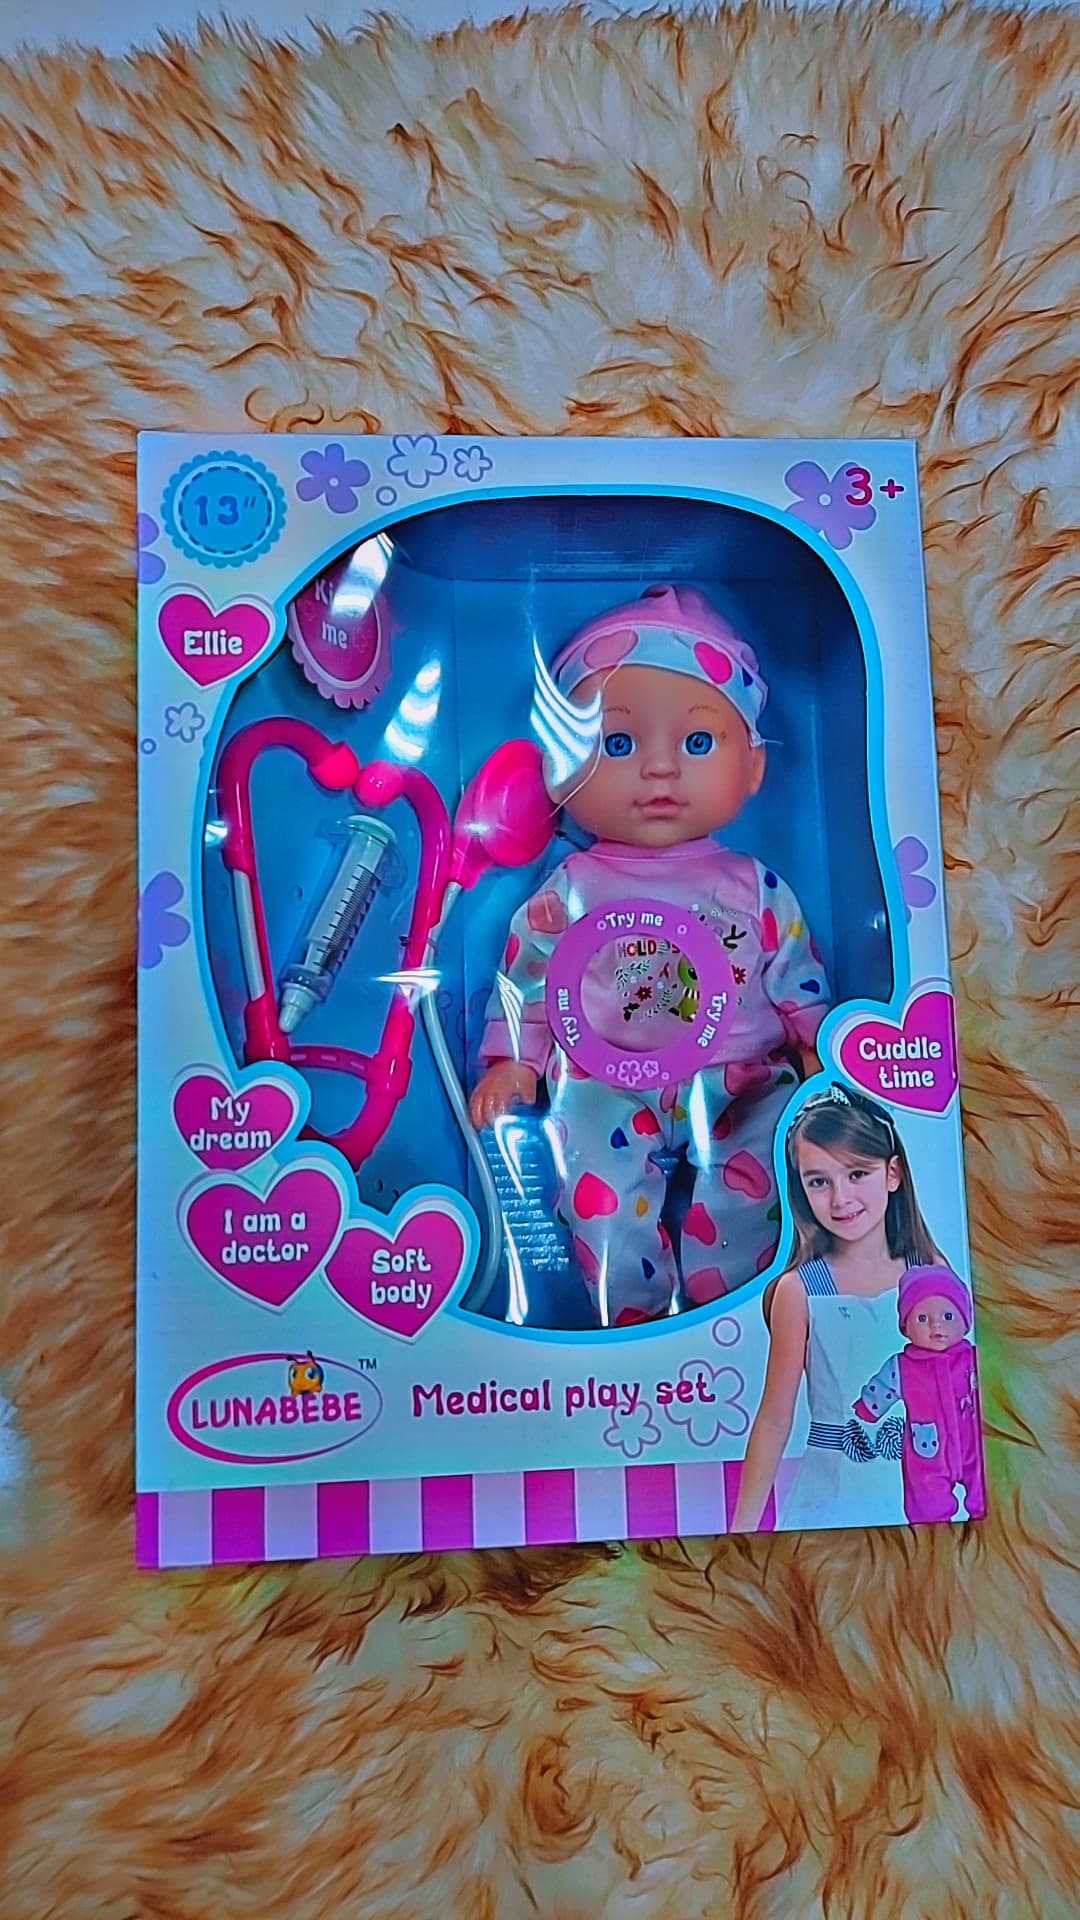 13"
3+
Ellie
me
Try me
HOLD
Try me
Try me
Cuddle
time
My
dream
I am a
doctor
Soft
body
LUNABEBE
TM
Medical play set